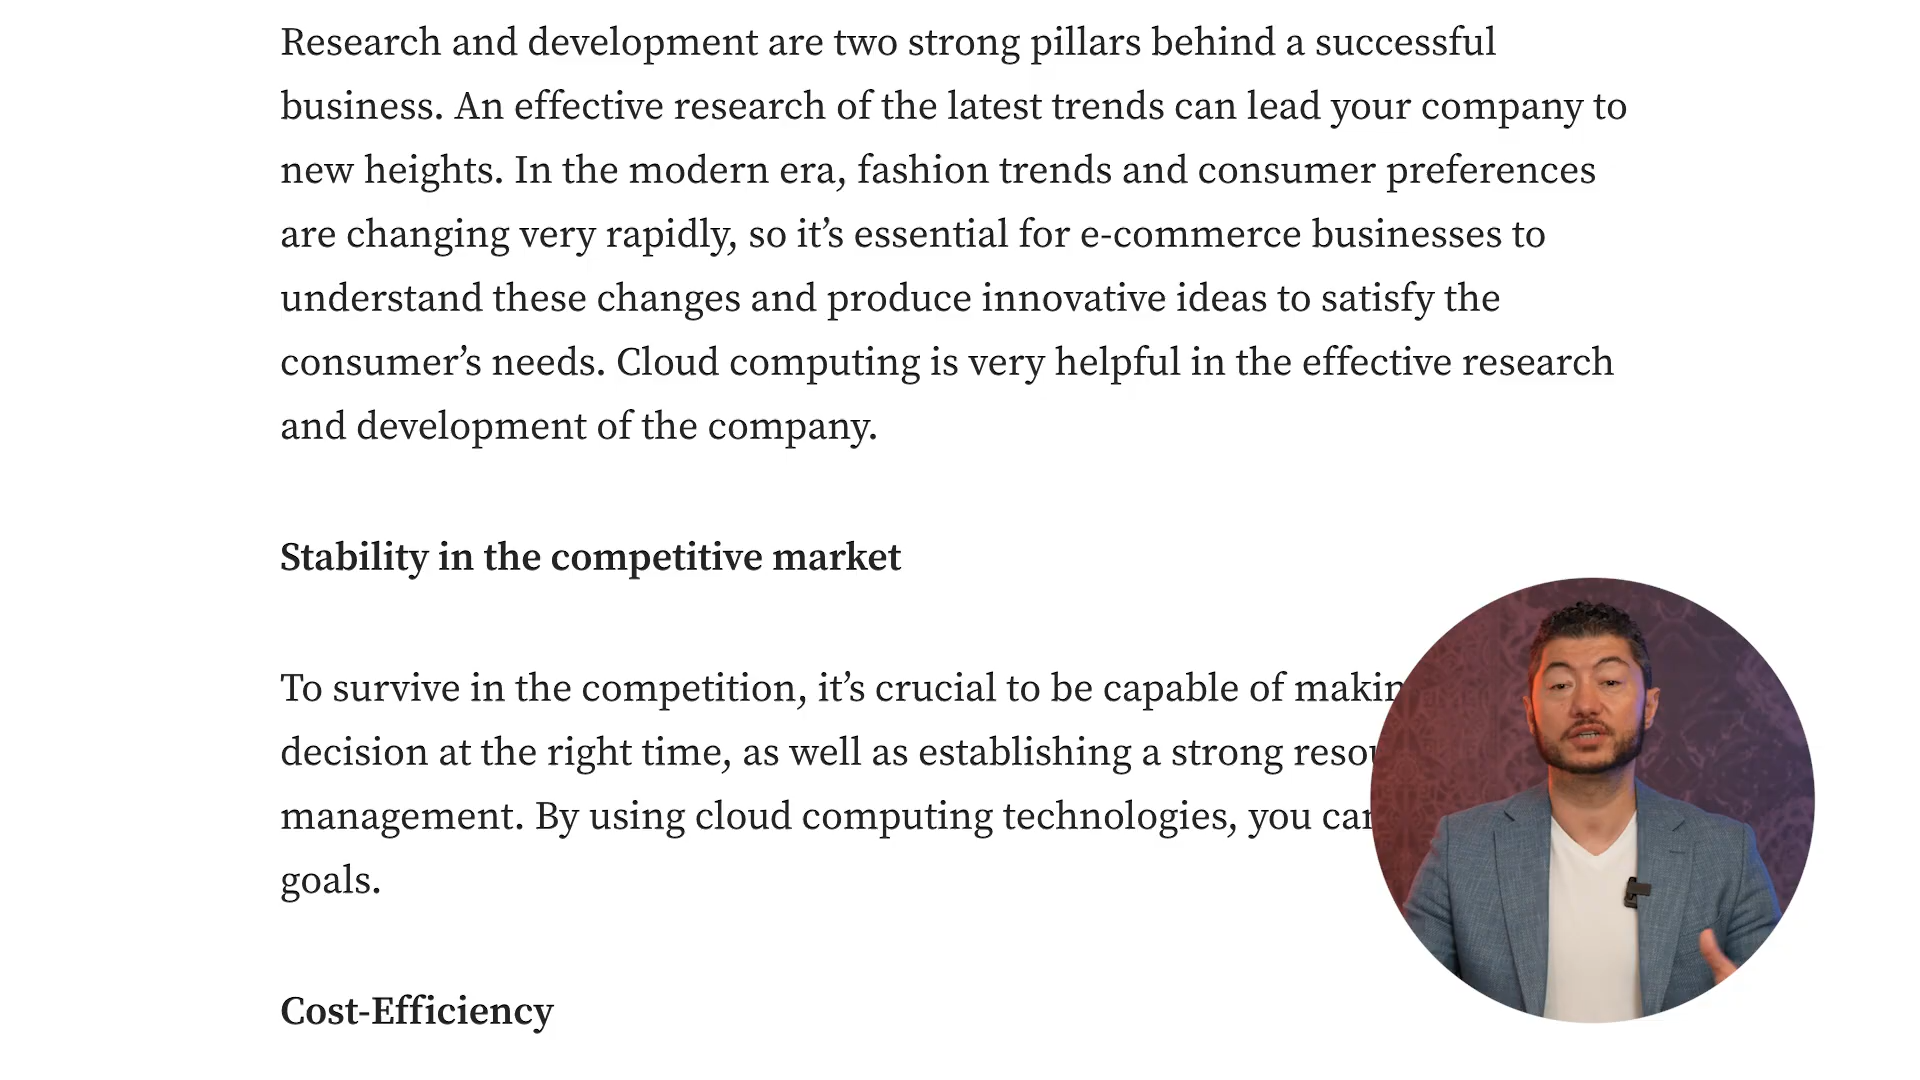 Research and development are two strong pillars behind a successful
business. An effective research of the latest trends can lead your company to
new heights. In the modern era, fashion trends and consumer preferences
are changing very rapidly, so it’s essential for e-commerce businesses to
understand these changes and produce innovative ideas to satisfy the
consumer’s needs. Cloud computing is very helpful in the effective research
and development of the company.
Stability in the competitive market
To survive in the competition, it’s crucial to be capable of
decision at the right time, as well as establishing a strong
management. By using cloud computing technologies, you
goals.
Cost-Efficiency